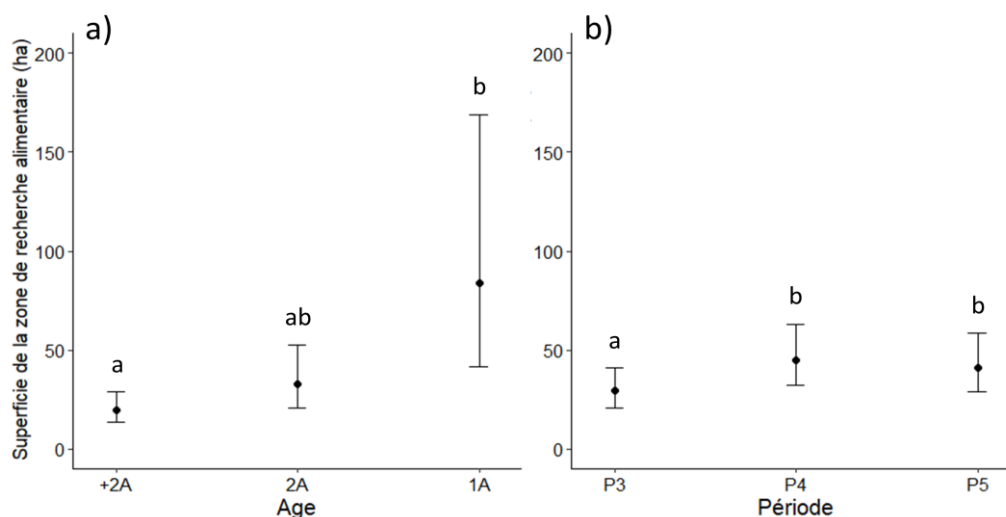 a)
Superficie de la zone de recherche alimentaire (ha)
200
150
100
50
0
a
ab
b
+2A
2A
1A
Age
b)
200
150
100
50
0
a
b
b
P3
P4
P5
Période